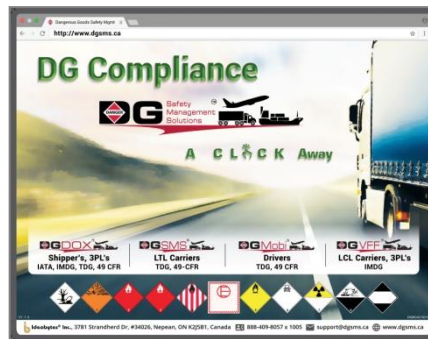 Dangerous Goods Safety Mgmt x
http://www.dgsms.ca
DG Compliance
DANGER
DG Safety Management Solutions
A CLICK Away
DGDOX
Shipper's, 3PL's
IATA, IMDG, TDG, 49 CFR
DGSMS
LTL Carriers
TDG, 49-CFR
DGMobi
Drivers
TDG, 49 CFR
DGVFF
LCL Carriers, 3PL's
IMDG
Ideabytes® Inc., 3781 Strandherd Dr, #34026, Nepean, ON K2J5B1, Canada 888-409-8057 x 1005 support@dgsms.ca www.dgsms.ca